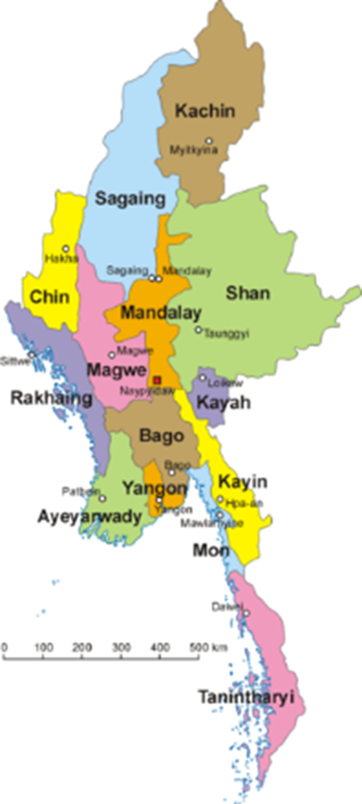 Kachin
Myitkyina
Sagaing
Hakha
Sagaing
Mandalay
Chin
Shan
Mandalay
Taunggyi
Magwe
Sittwe
Magwe
Loikaw
Naypyidaw
Rakhaing
Kayah
Bago
Bago
Kayin
Pathein
Yangon
Hpa-an
Yangon
Ayeyarwady
Mawlamyine
Mon
Dawei
0 100 200 300 400 500 km
Tanintharyi